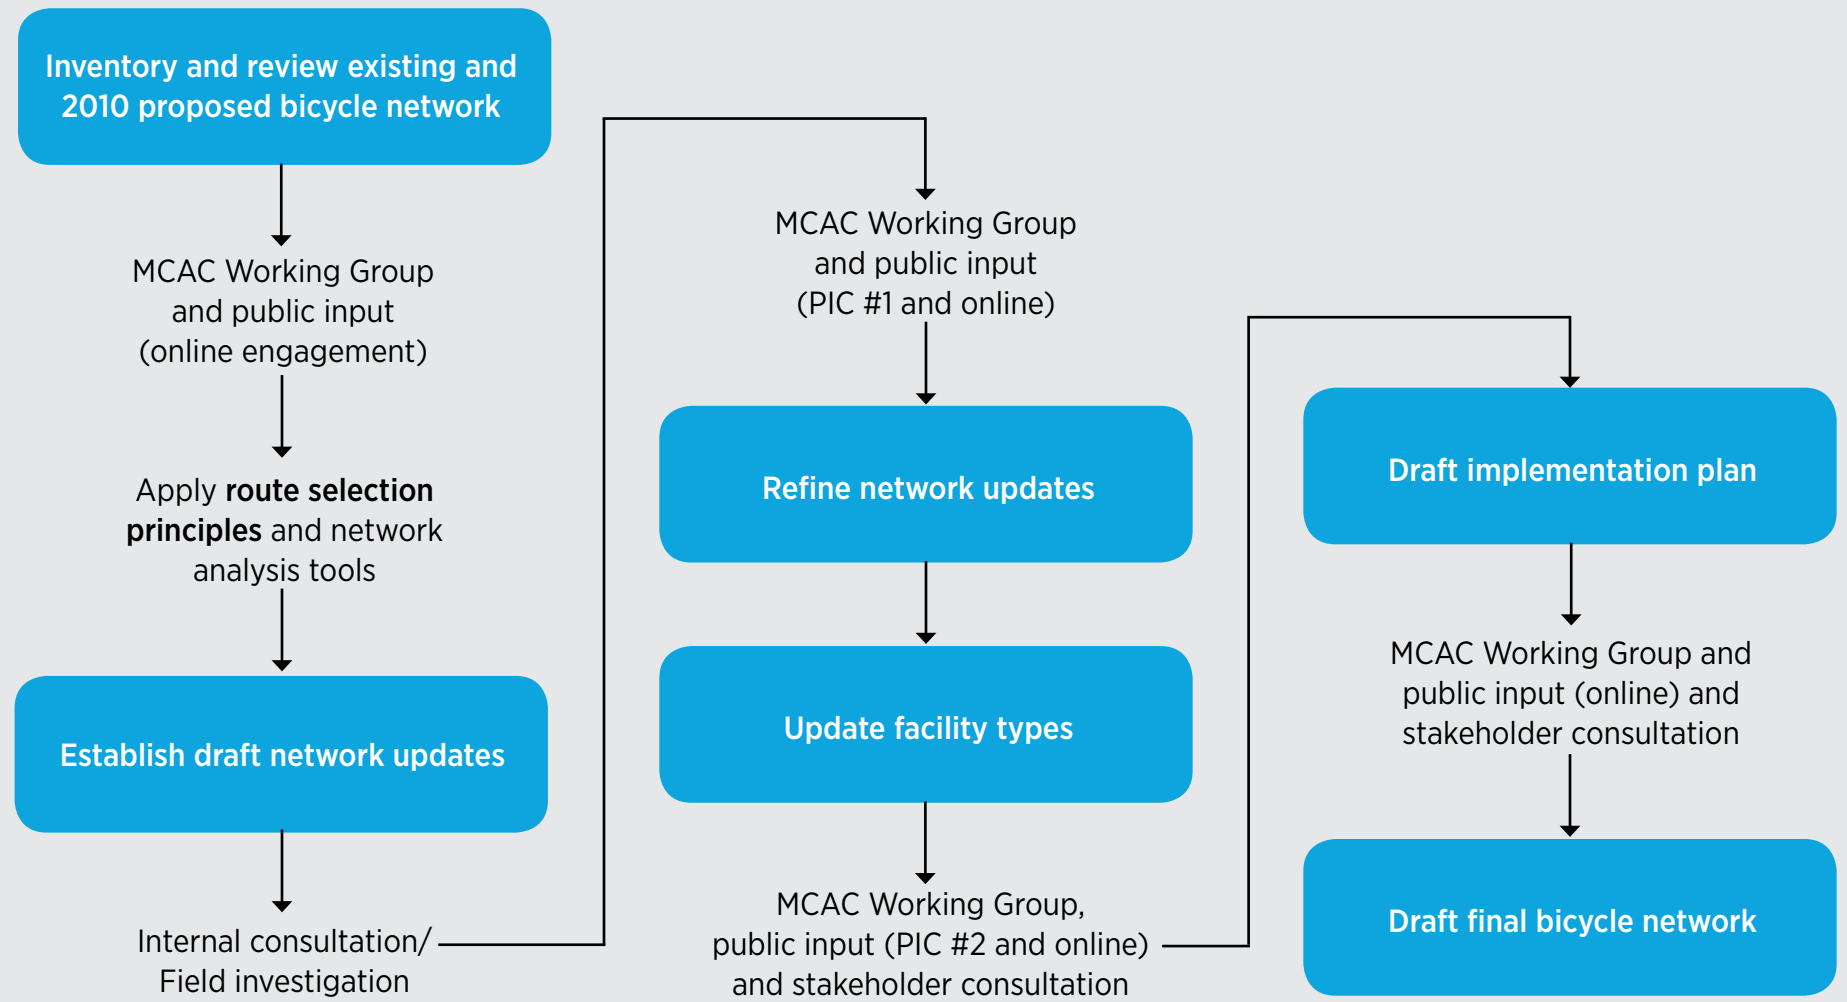 Inventory and review existing and
2010 proposed bicycle network
MCAC Working Group
and public input
(online engagement)
Apply route selection
principles and network
analysis tools
Establish draft network updates
Internal consultation/
Field investigation
MCAC Working Group
and public input
(PIC #1 and online)
Refine network updates
Update facility types
MCAC Working Group,
public input (PIC #2 and online)
and stakeholder consultation
Draft implementation plan
MCAC Working Group and
public input (online) and
stakeholder consultation
Draft final bicycle network